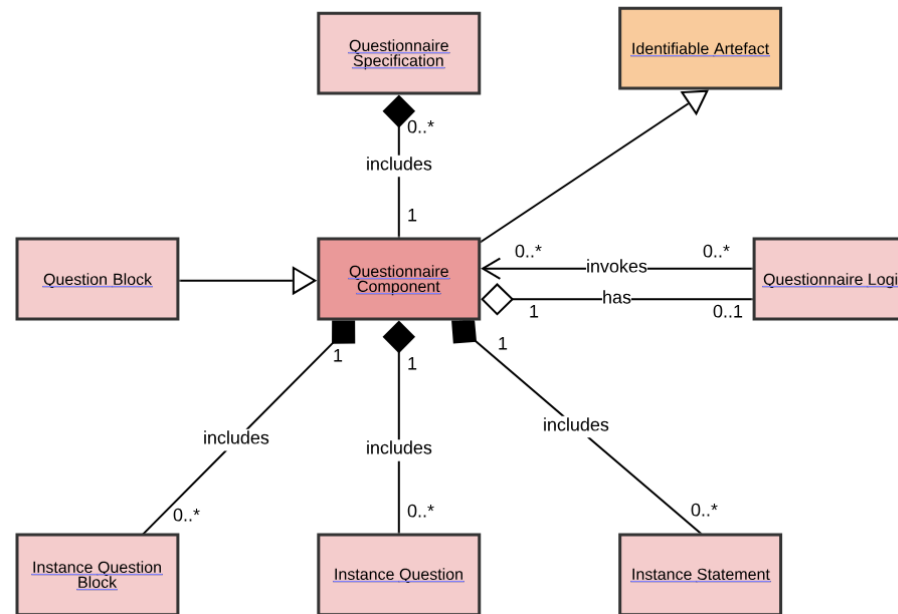 Questionnaire
Specification
Identifiable Artefact
0..*
includes
1
Question Block
Questionnaire
Component
0..*
0..*
invokes
has
1
0..1
Questionnaire Logi
1
1
1
includes
includes
includes
0..*
0..*
0..*
Instance Question
Block
Instance Question
Instance Statement